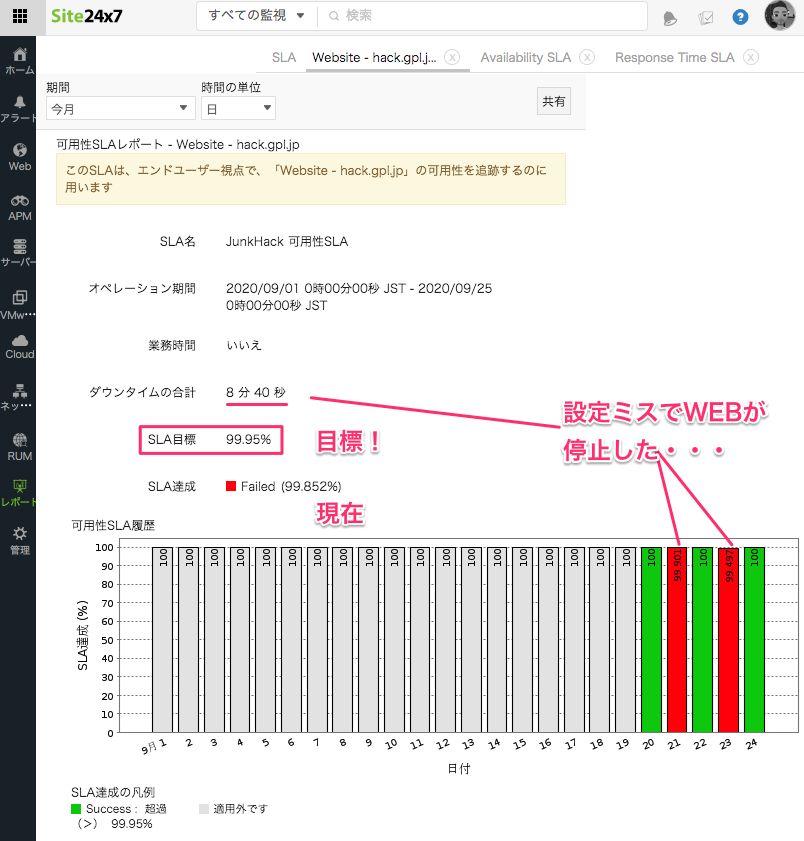 Site24x7
すべての監視
検索
ホーム
アラート
Web
APM
サーバー
VMw•••
Cloud
ネッ•••
RUM
レポート
管理
SLA
Website - hack.gpl.j...
Availability SLA
Response Time SLA
期間
時間の単位
今月
日
共有
可用性SLAレポート - Website - hack.gpl.jp
このSLAは、エンドユーザー視点で、「Website - hack.gpl.jp」の可用性を追跡するのに
用います
SLA名 JunkHack 可用性SLA
オペレーション期間 2020/09/01 0時00分00秒 JST - 2020/09/25
0時00分00秒 JST
業務時間 いいえ
ダウンタイムの合計 8 分 40 秒
設定ミスでWEBが
停止した・・・
SLA目標 99.95%
目標！
SLA達成 Failed (99.852%)
現在
可用性SLA履歴
SLA達成 (%)
100
90
80
70
60
50
40
30
20
10
0
100 100 100 100 100 100 100 100 100 100 100 100 100 100 100 100 100 100 100 100 99.901 100 99.497 100
9月 1 2 3 4 5 6 7 8 9 10 11 12 13 14 15 16 17 18 19 20 21 22 23 24
日付
SLA達成の凡例
Success : 超過
（＞） 99.95%
適用外です